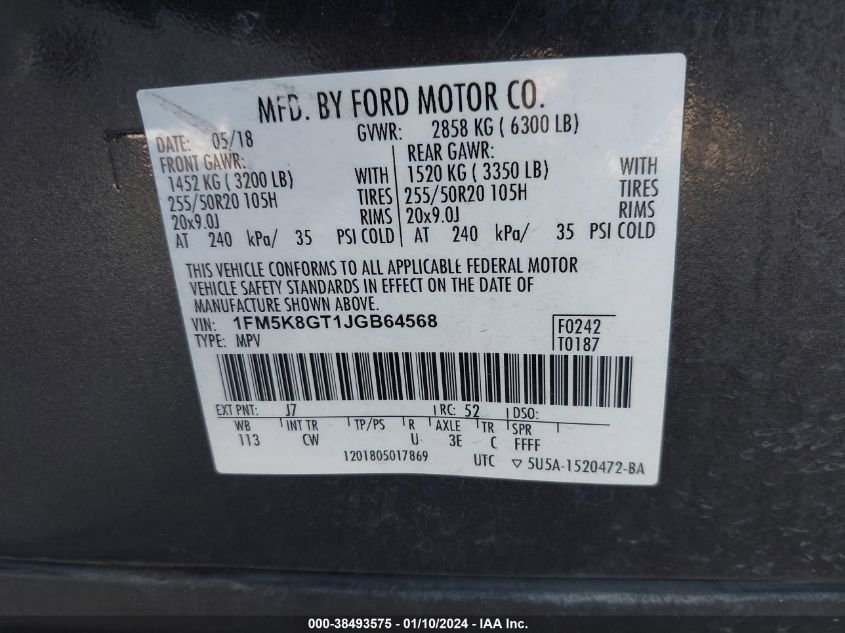 MFD. BY FORD MOTOR CO.
DATE: 05/18 GVWR: 2858 KG ( 6300 LB)
FRONT GAWR: REAR GAWR:
1452 KG ( 3200 LB) WITH 1520 KG ( 3350 LB) WITH
255/50R20 105H TIRES 255/50R20 105H TIRES
20x9.0J RIMS 20x9.0J RIMS
AT 240 kPa/ 35 PSI COLD AT 240 kPa/ 35 PSI COLD
THIS VEHICLE CONFORMS TO ALL APPLICABLE FEDERAL MOTOR
VEHICLE SAFETY STANDARDS IN EFFECT ON THE DATE OF
MANUFACTURE SHOWN ABOVE.
VIN: 1FM5K8GT1JGB64568 F0242
TYPE: MPV T0187
EXT PNT: J7 RC: 52 DSO:
WB INT TR TP/PS R AXLE TR SPR
113 CW U 3E C FFFF
1201805017869 UTC ▽ 5U5A-1520472-BA
000-38493575 - 01/10/2024 - IAA Inc.